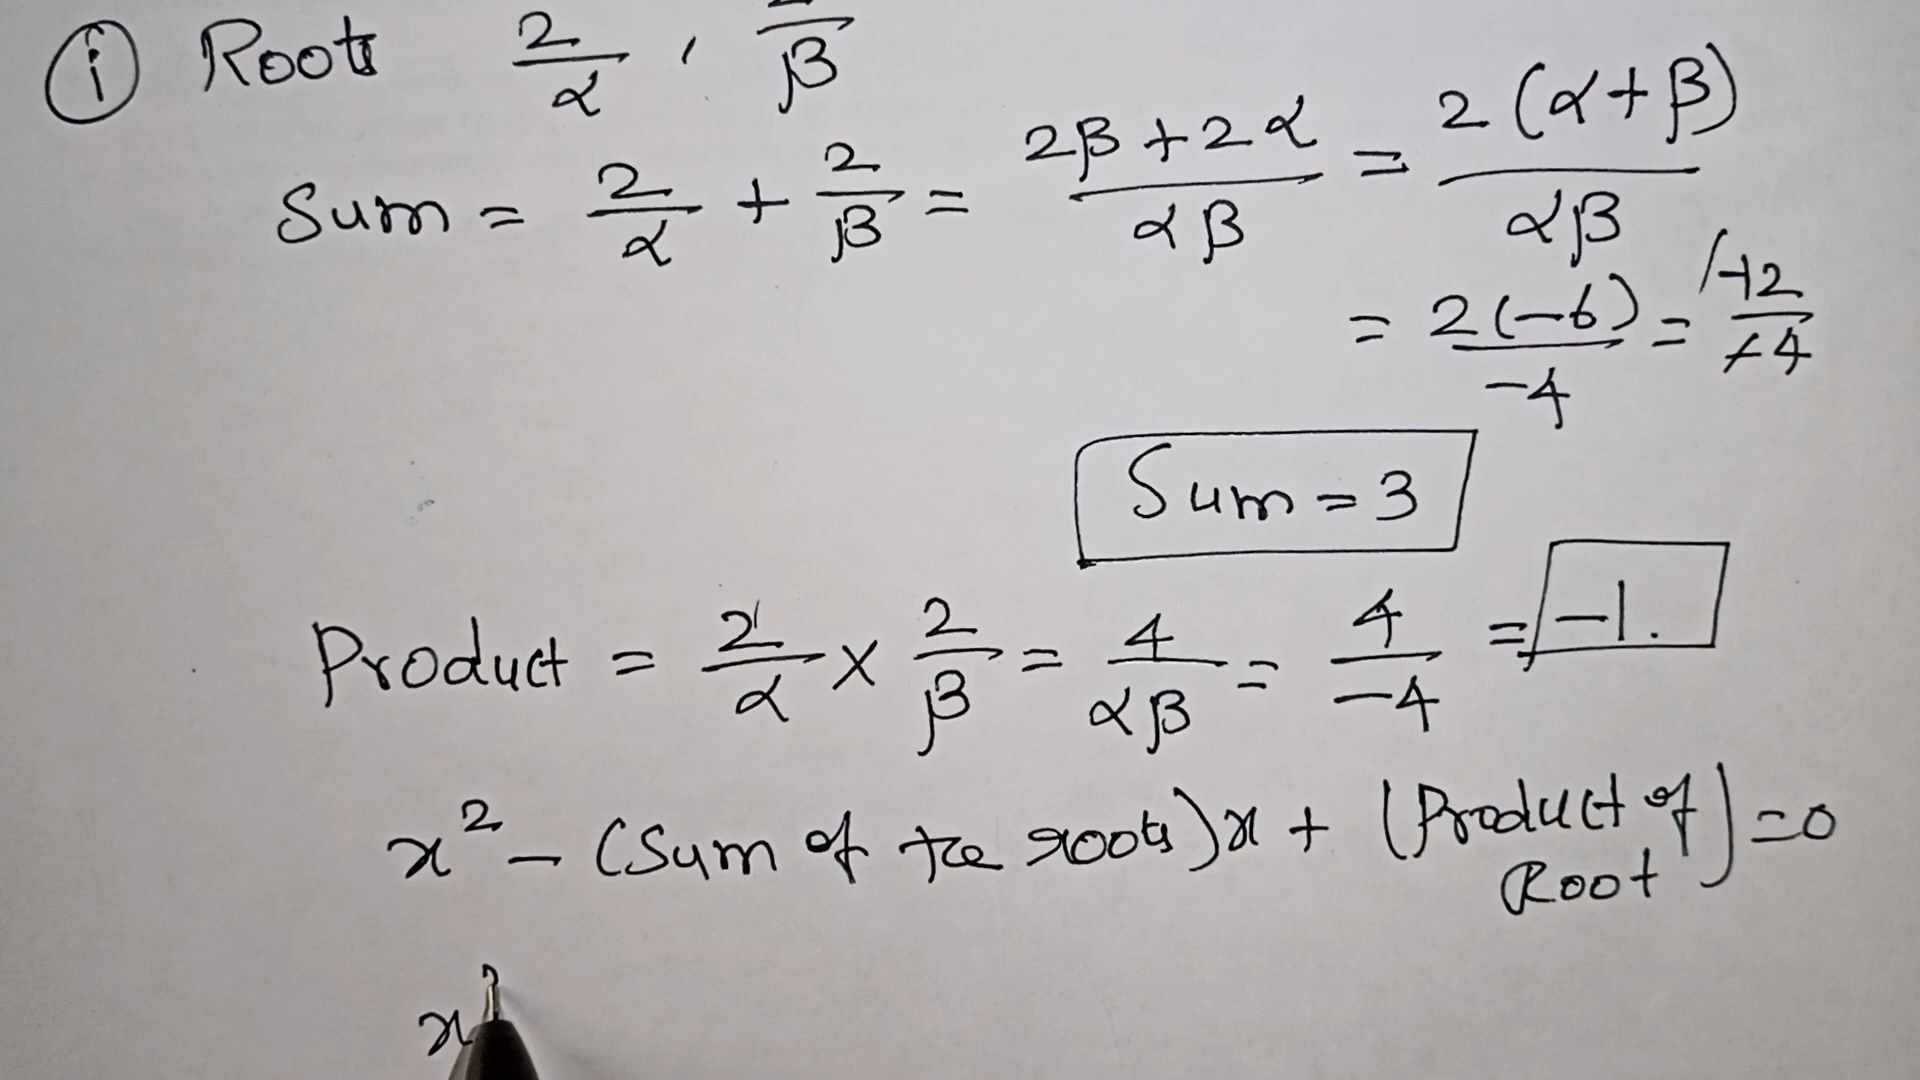 (i) Roots 2/α , 2/β
Sum = 2/α + 2/β = (2β + 2α)/(αβ) = 2(α + β)/(αβ)
= 2(-6)/-4 = -12/-4
Sum = 3
Product = 2/α × 2/β = 4/(αβ) = 4/-4 = -1.
x² - (Sum of the roots)x + (Product of Root) = 0
x²